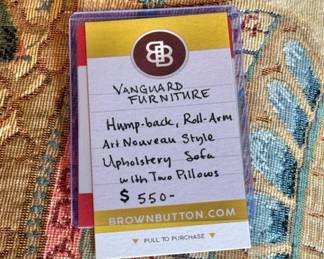 BB
VANGUARD
FURNITURE
Hump-back, Roll-Arm
Art Nouveau Style
Upholstery Sofa
with Two Pillows
$ 550-
BROWNBUTTON.COM
PULL TO PURCHASE